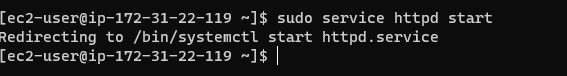 [ec2-user@ip-172-31-22-119 ~]$ sudo service httpd start
Redirecting to /bin/systemctl start httpd.service
[ec2-user@ip-172-31-22-119 ~]$